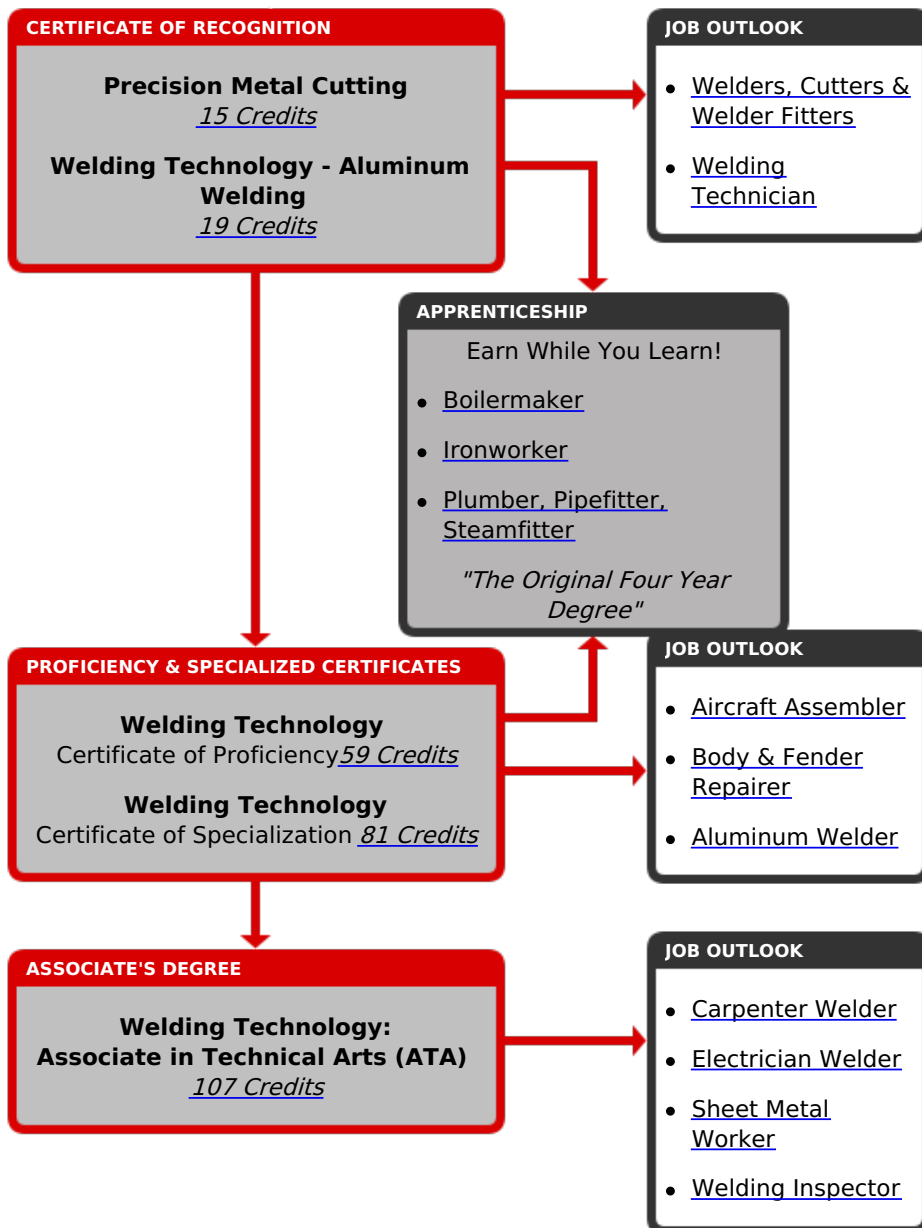 CERTIFICATE OF RECOGNITION
Precision Metal Cutting
15 Credits
Welding Technology - Aluminum
Welding
19 Credits
JOB OUTLOOK
• Welders, Cutters &
Welder Fitters
• Welding
Technician
APPRENTICESHIP
Earn While You Learn!
• Boilermaker
• Ironworker
• Plumber, Pipefitter,
Steamfitter
"The Original Four Year
Degree"
PROFICIENCY & SPECIALIZED CERTIFICATES
Welding Technology
Certificate of Proficiency59 Credits
Welding Technology
Certificate of Specialization 81 Credits
JOB OUTLOOK
• Aircraft Assembler
• Body & Fender
Repairer
• Aluminum Welder
ASSOCIATE'S DEGREE
Welding Technology:
Associate in Technical Arts (ATA)
107 Credits
JOB OUTLOOK
• Carpenter Welder
• Electrician Welder
• Sheet Metal
Worker
• Welding Inspector